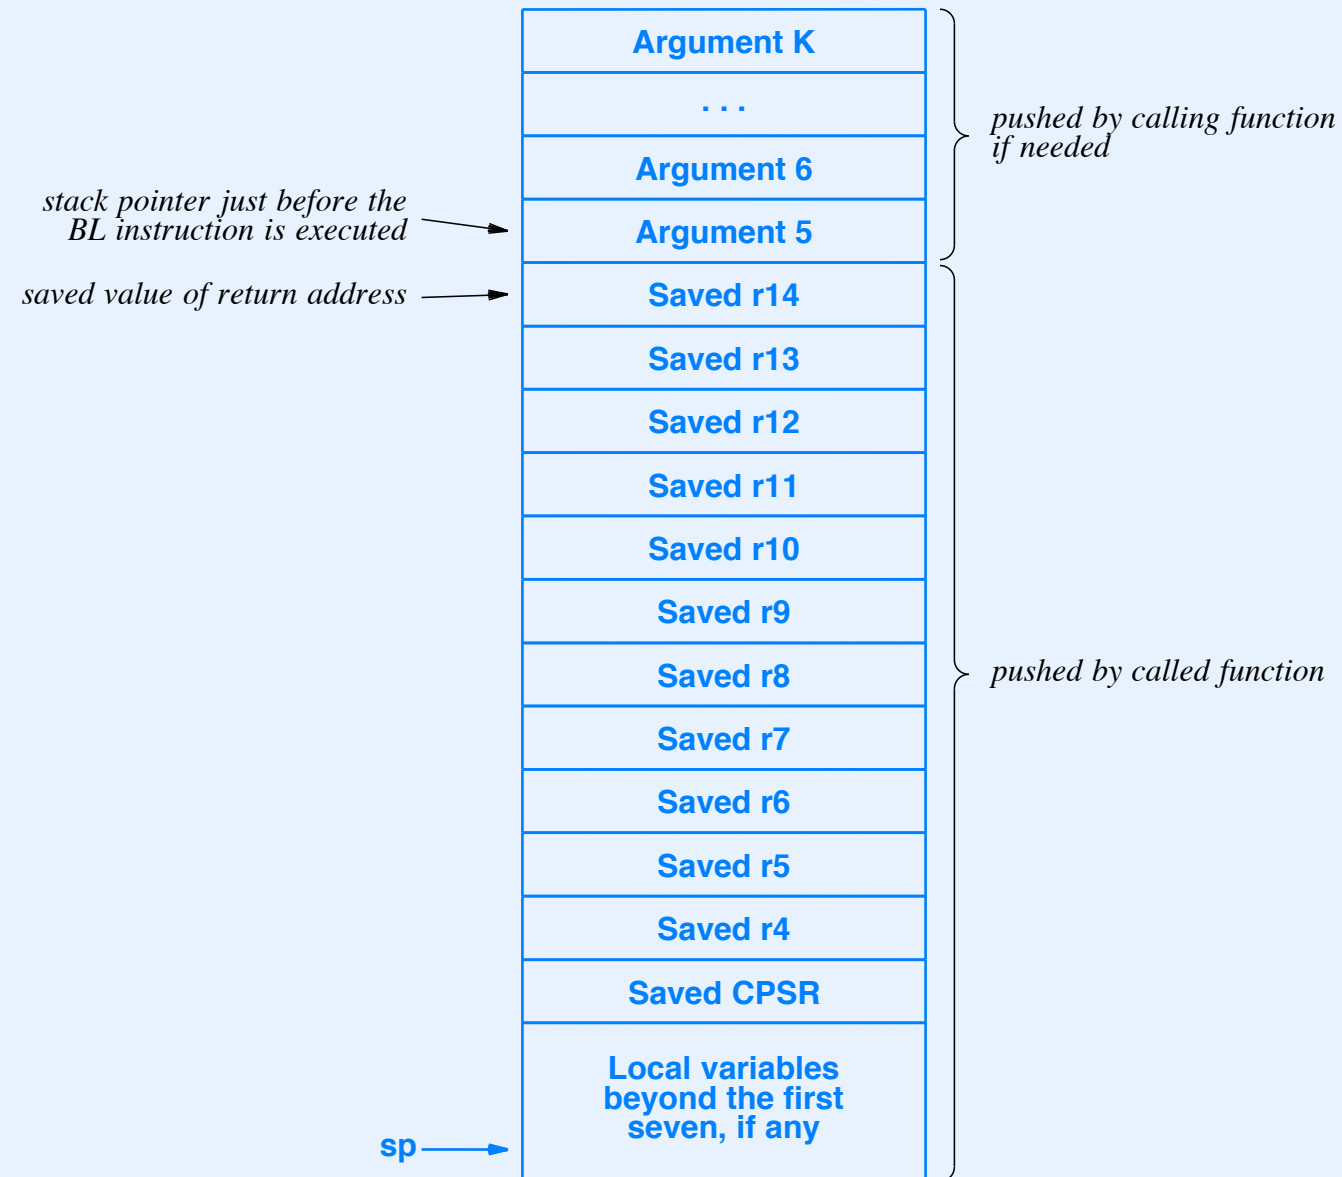 Argument K
. . .
pushed by calling function
if needed
Argument 6
stack pointer just before the
BL instruction is executed
Argument 5
saved value of return address
Saved r14
Saved r13
Saved r12
Saved r11
Saved r10
Saved r9
Saved r8
pushed by called function
Saved r7
Saved r6
Saved r5
Saved r4
Saved CPSR
Local variables
beyond the first
seven, if any
sp